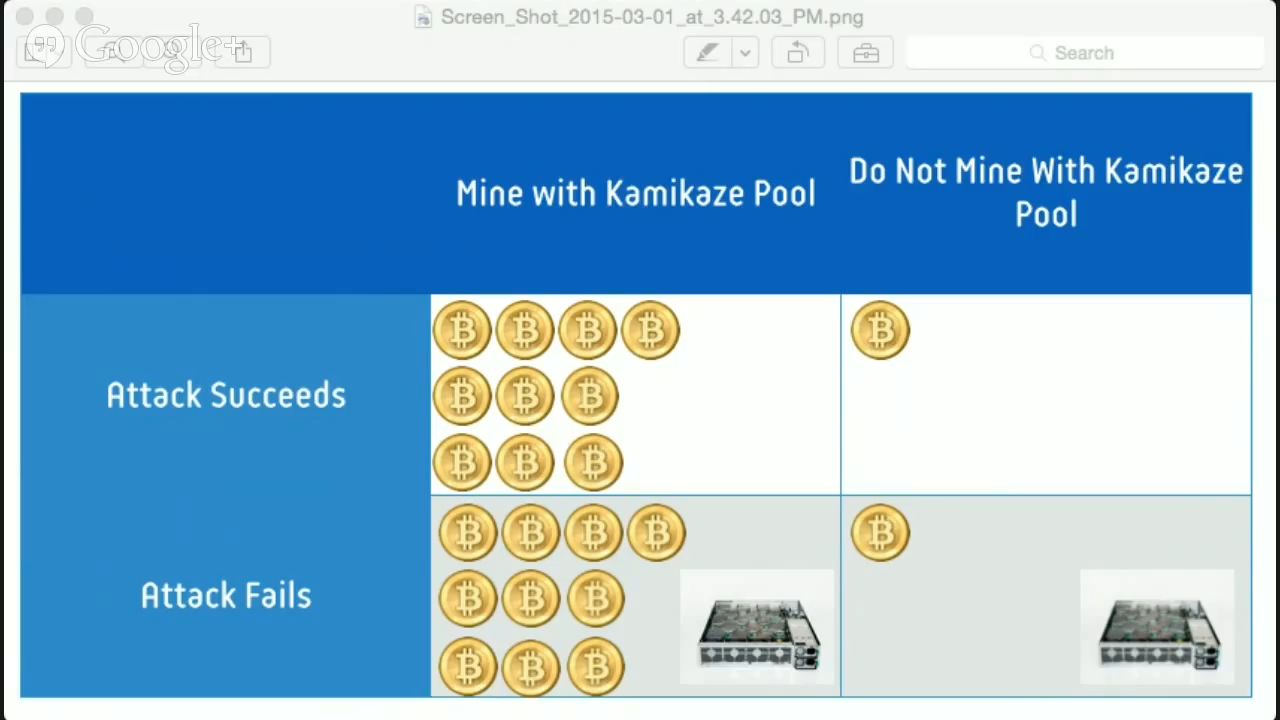 Screen_Shot_2015-03-01_at_3.42.03_PM.png
Google+
Search
Mine with Kamikaze Pool
Do Not Mine With Kamikaze
Pool
Attack Succeeds
Attack Fails